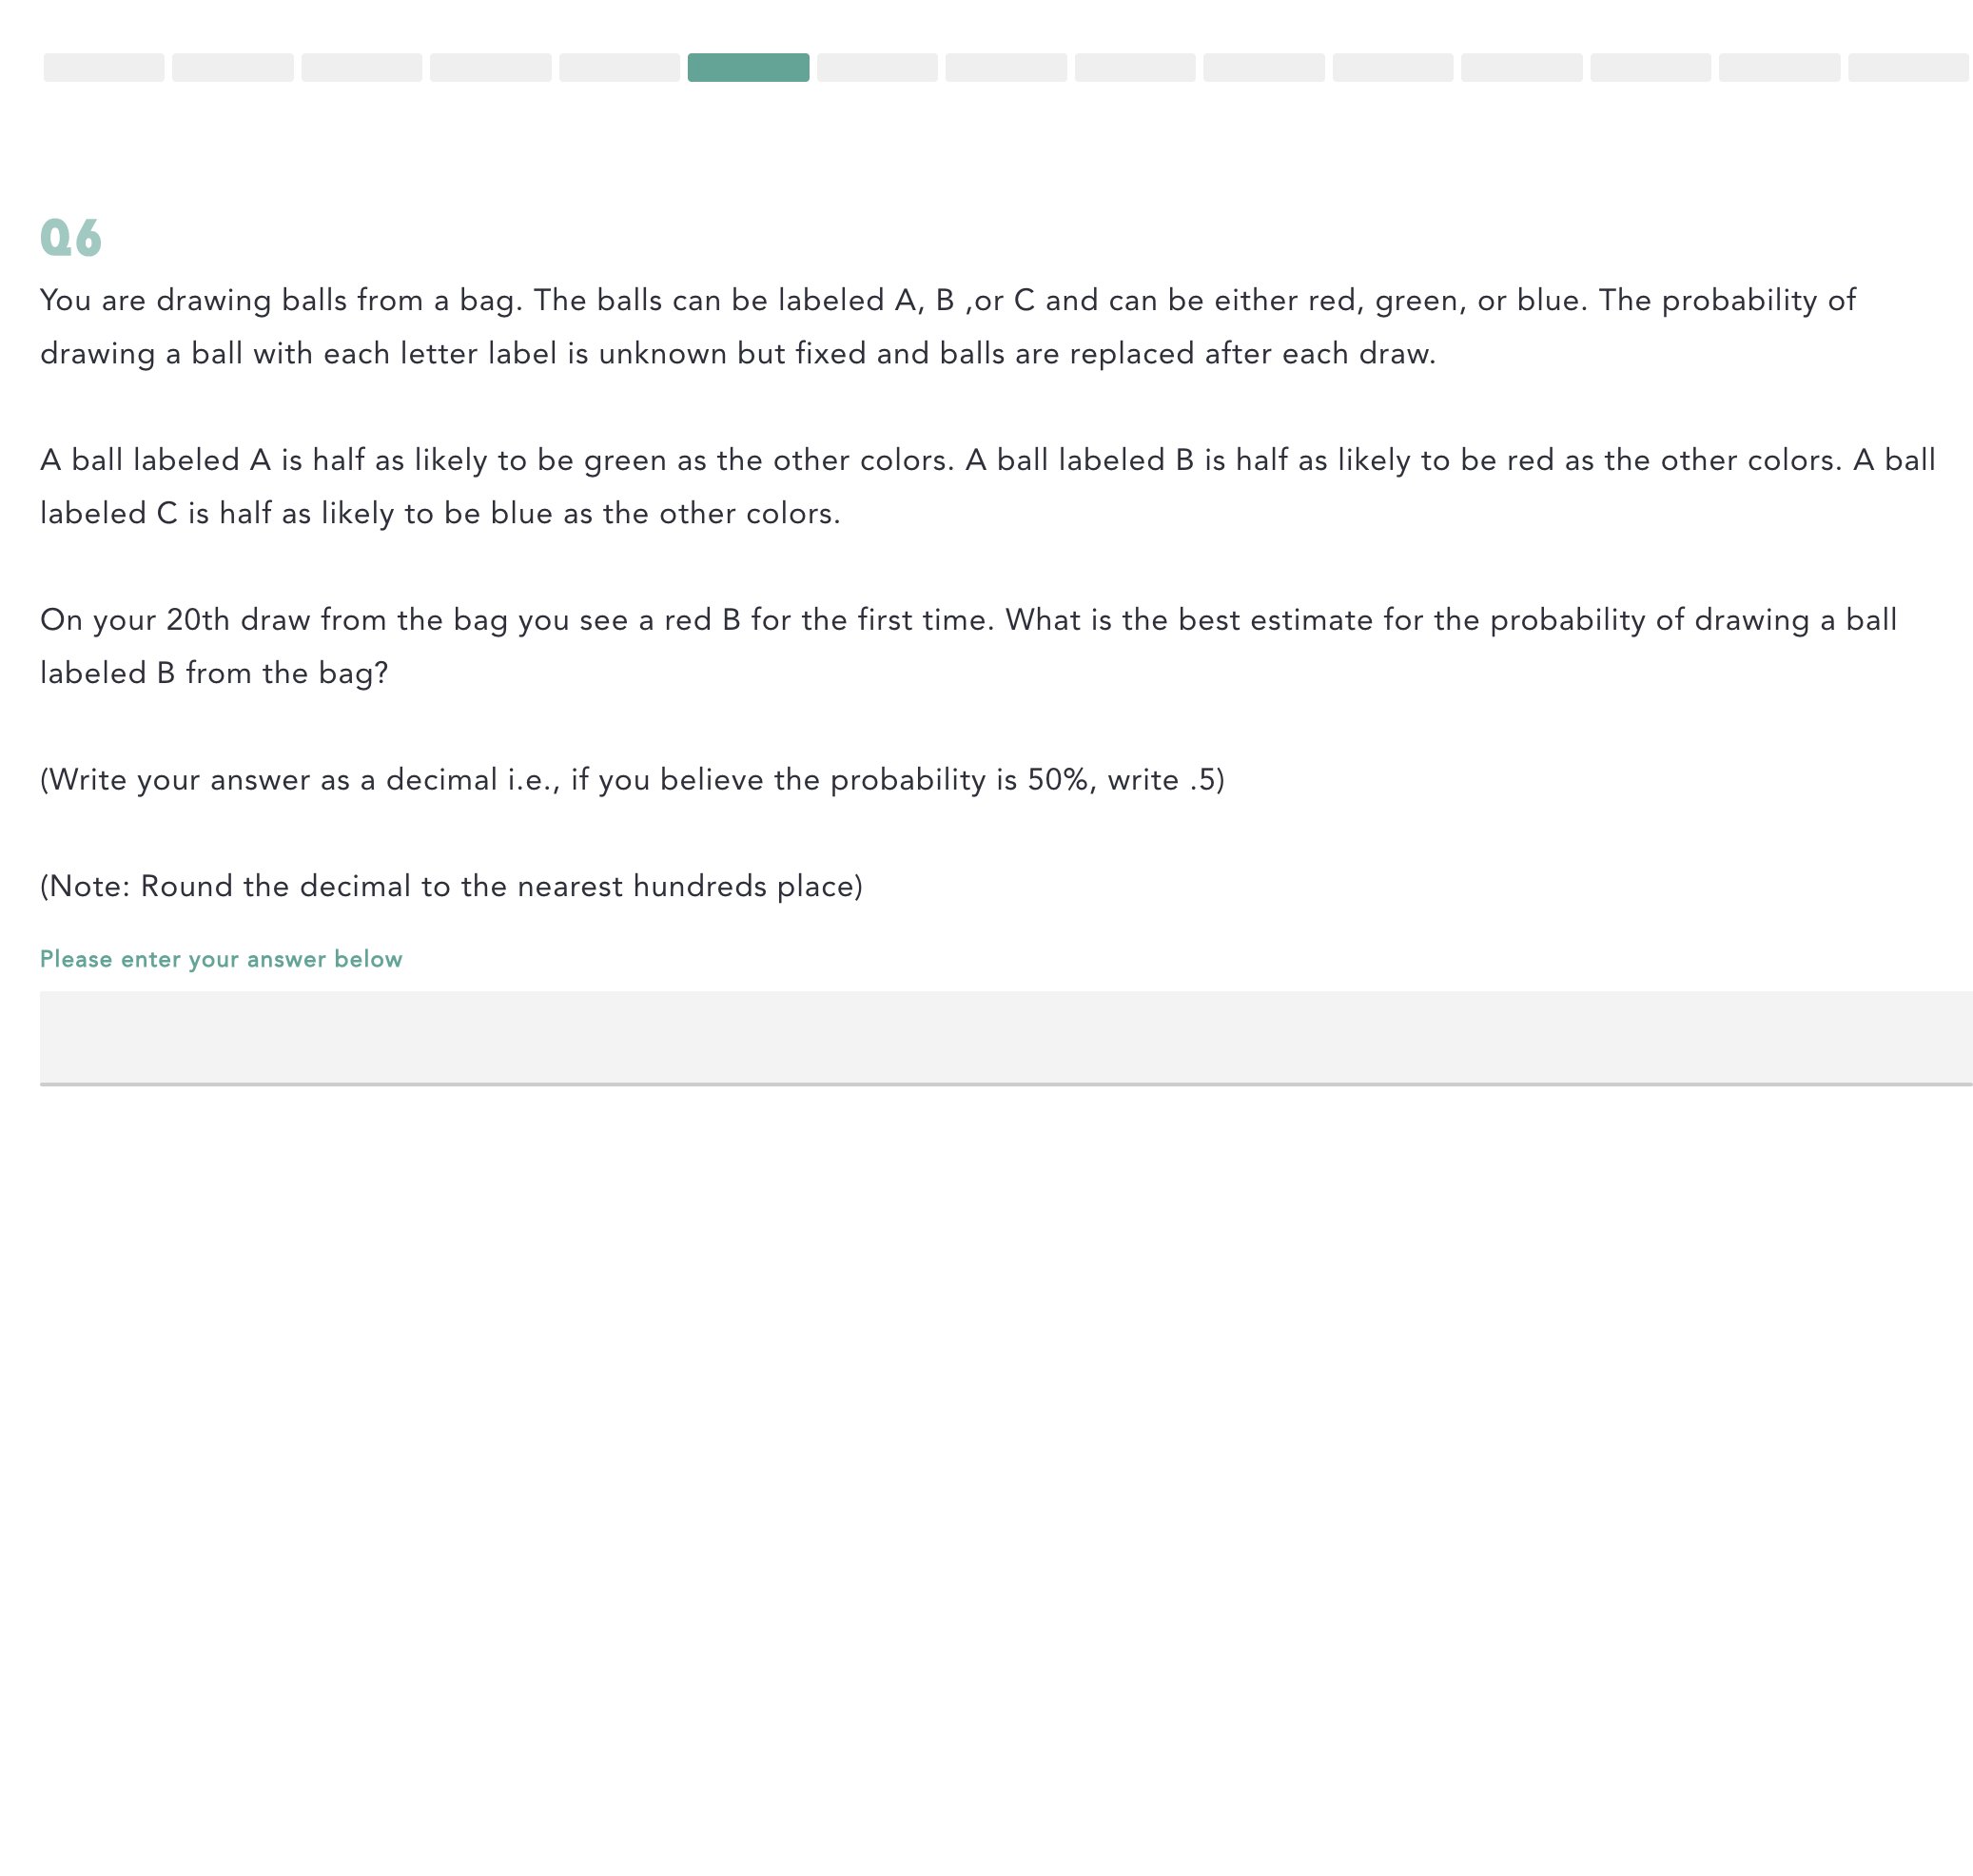 Q6
You are drawing balls from a bag. The balls can be labeled A, B ,or C and can be either red, green, or blue. The probability of
drawing a ball with each letter label is unknown but fixed and balls are replaced after each draw.
A ball labeled A is half as likely to be green as the other colors. A ball labeled B is half as likely to be red as the other colors. A ball
labeled C is half as likely to be blue as the other colors.
On your 20th draw from the bag you see a red B for the first time. What is the best estimate for the probability of drawing a ball
labeled B from the bag?
(Write your answer as a decimal i.e., if you believe the probability is 50%, write .5)
(Note: Round the decimal to the nearest hundreds place)
Please enter your answer below